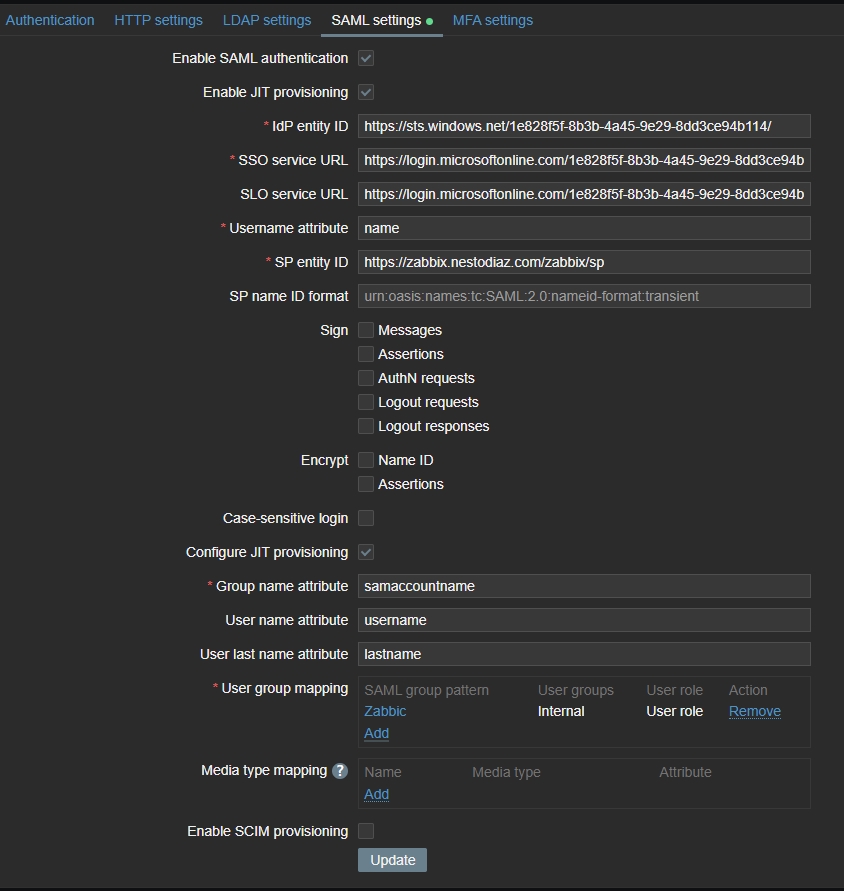 Authentication HTTP settings LDAP settings SAML settings MFA settings
Enable SAML authentication
Enable JIT provisioning
* IdP entity ID https://sts.windows.net/1e828f5f-8b3b-4a45-9e29-8dd3ce94b114/
* SSO service URL https://login.microsoftonline.com/1e828f5f-8b3b-4a45-9e29-8dd3ce94b
SLO service URL https://login.microsoftonline.com/1e828f5f-8b3b-4a45-9e29-8dd3ce94b
* Username attribute name
* SP entity ID https://zabbix.nestodiaz.com/zabbix/sp
SP name ID format urn:oasis:names:tc:SAML:2.0:nameid-format:transient
Sign Messages
Assertions
AuthN requests
Logout requests
Logout responses
Encrypt Name ID
Assertions
Case-sensitive login
Configure JIT provisioning
* Group name attribute samaccountname
User name attribute username
User last name attribute lastname
* User group mapping SAML group pattern User groups User role Action
Zabbic Internal User role Remove
Add
Media type mapping ? Name Media type Attribute
Add
Enable SCIM provisioning
Update